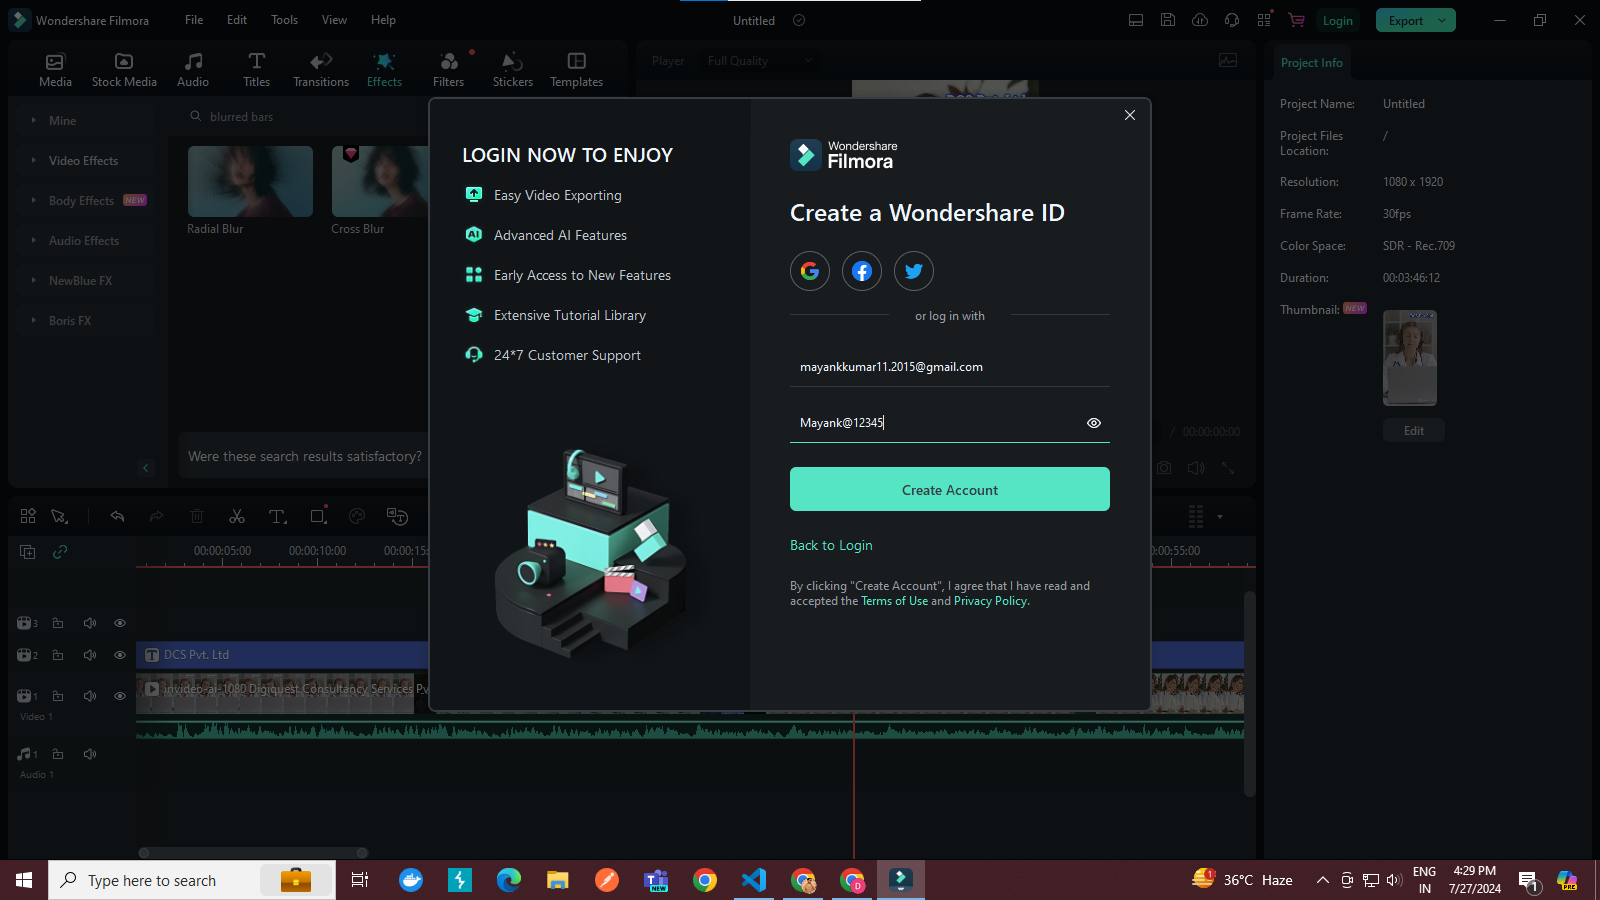 Wondershare Filmora
File Edit Tools View Help
Untitled
Login
Export
Media
Stock Media
Audio
Titles
Transitions
Effects
Filters
Stickers
Templates
Player Full Quality
Project Info
Mine
Video Effects
Body Effects NEW
Audio Effects
NewBlue FX
Boris FX
blurred bars
Radial Blur
Cross Blur
Were these search results satisfactory?
LOGIN NOW TO ENJOY
Easy Video Exporting
Advanced AI Features
Early Access to New Features
Extensive Tutorial Library
24*7 Customer Support
Wondershare
Filmora
Create a Wondershare ID
or log in with
mayankkumar11.2015@gmail.com
Mayank@12345
Create Account
Back to Login
By clicking "Create Account", I agree that I have read and
accepted the Terms of Use and Privacy Policy.
Project Name: Untitled
Project Files /
Location:
Resolution: 1080 x 1920
Frame Rate: 30fps
Color Space: SDR - Rec.709
Duration: 00:03:46:12
Thumbnail: NEW
Edit
/ 00:00:00:00
00:00:05:00 00:00:10:00 00:00:15: 00:55:00
3
2
DCS Pvt. Ltd
1
invideo-ai-1080 Digiquest Consultancy Services Pv
Video 1
1
Audio 1
Type here to search
NEW
D
1
36°C Haze
ENG
IN
4:29 PM
7/27/2024
1
PRE